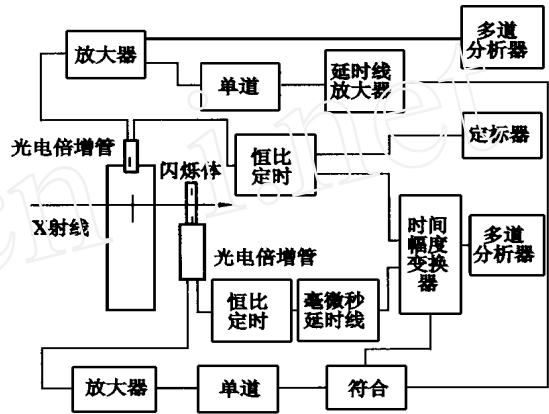 放大器
多道
分析器
单道
延时线
放大器
光电倍增管
闪烁体
恒比
定时
定标器
X射线
时间
幅度
变换
器
多道
分析器
光电倍增管
恒比
定时
毫微秒
延时线
放大器
单道
符合